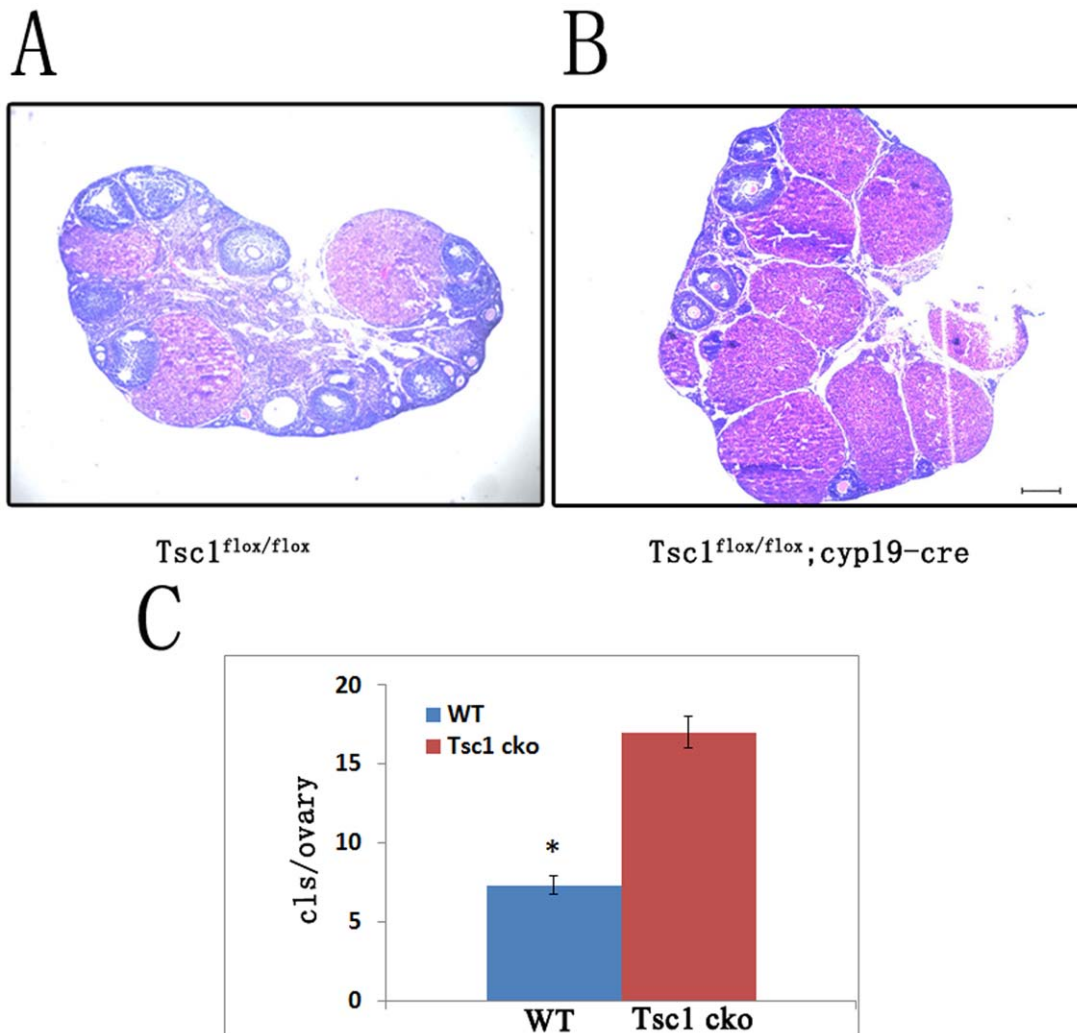 A
B
Tsc1flox/flox
Tsc1flox/flox;cyp19-cre
C
20
15
10
5
0
cls/ovary
WT
Tsc1 cko
*
WT
Tsc1 cko